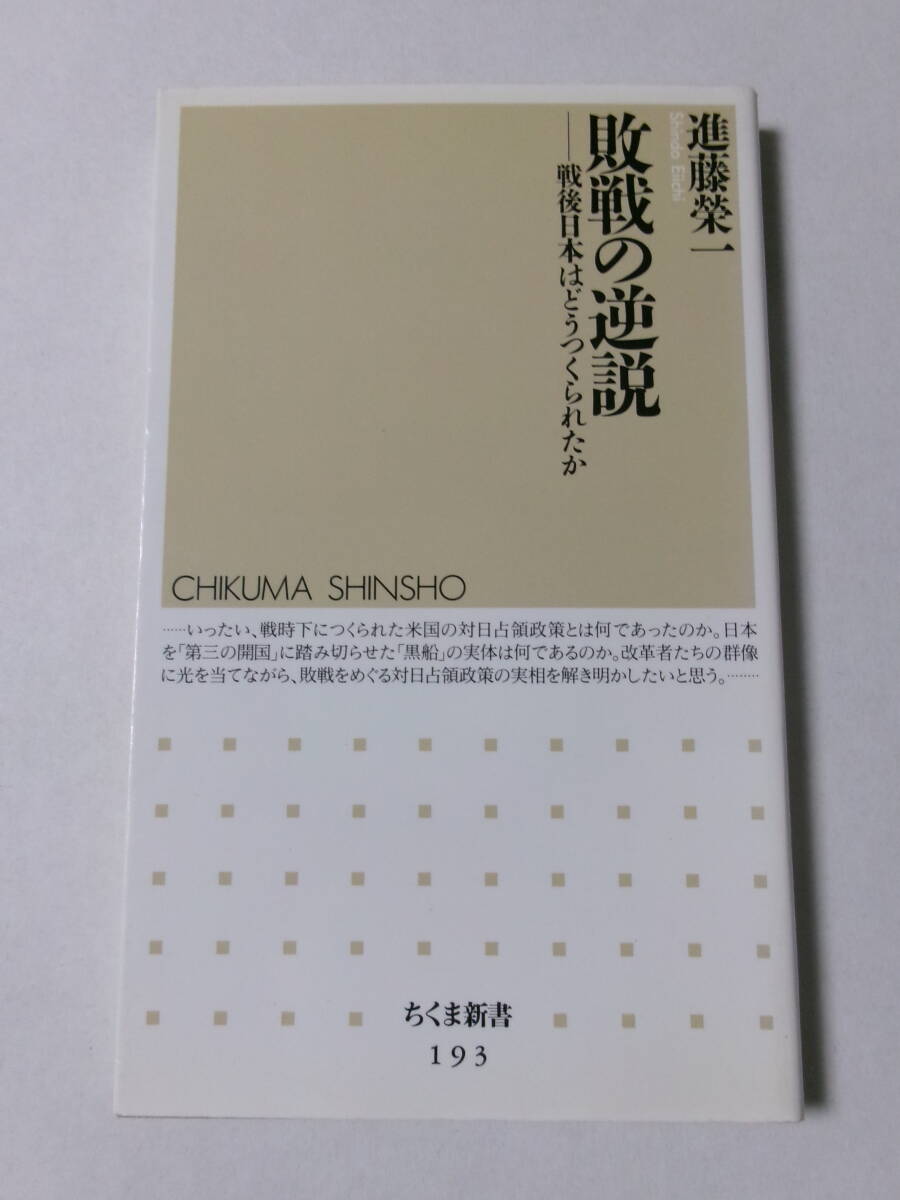 進藤榮一
Shindo Eiichi
敗戦の逆説
──戦後日本はどうつくられたか
CHIKUMA SHINSHO
……いったい、戦時下につくられた米国の対日占領政策とは何であったのか。日本
を「第三の開国」に踏み切らせた「黒船」の実体は何であるのか。改革者たちの群像
に光を当てながら、敗戦をめぐる対日占領政策の実相を解き明かしたいと思う。………
ちくま新書
193